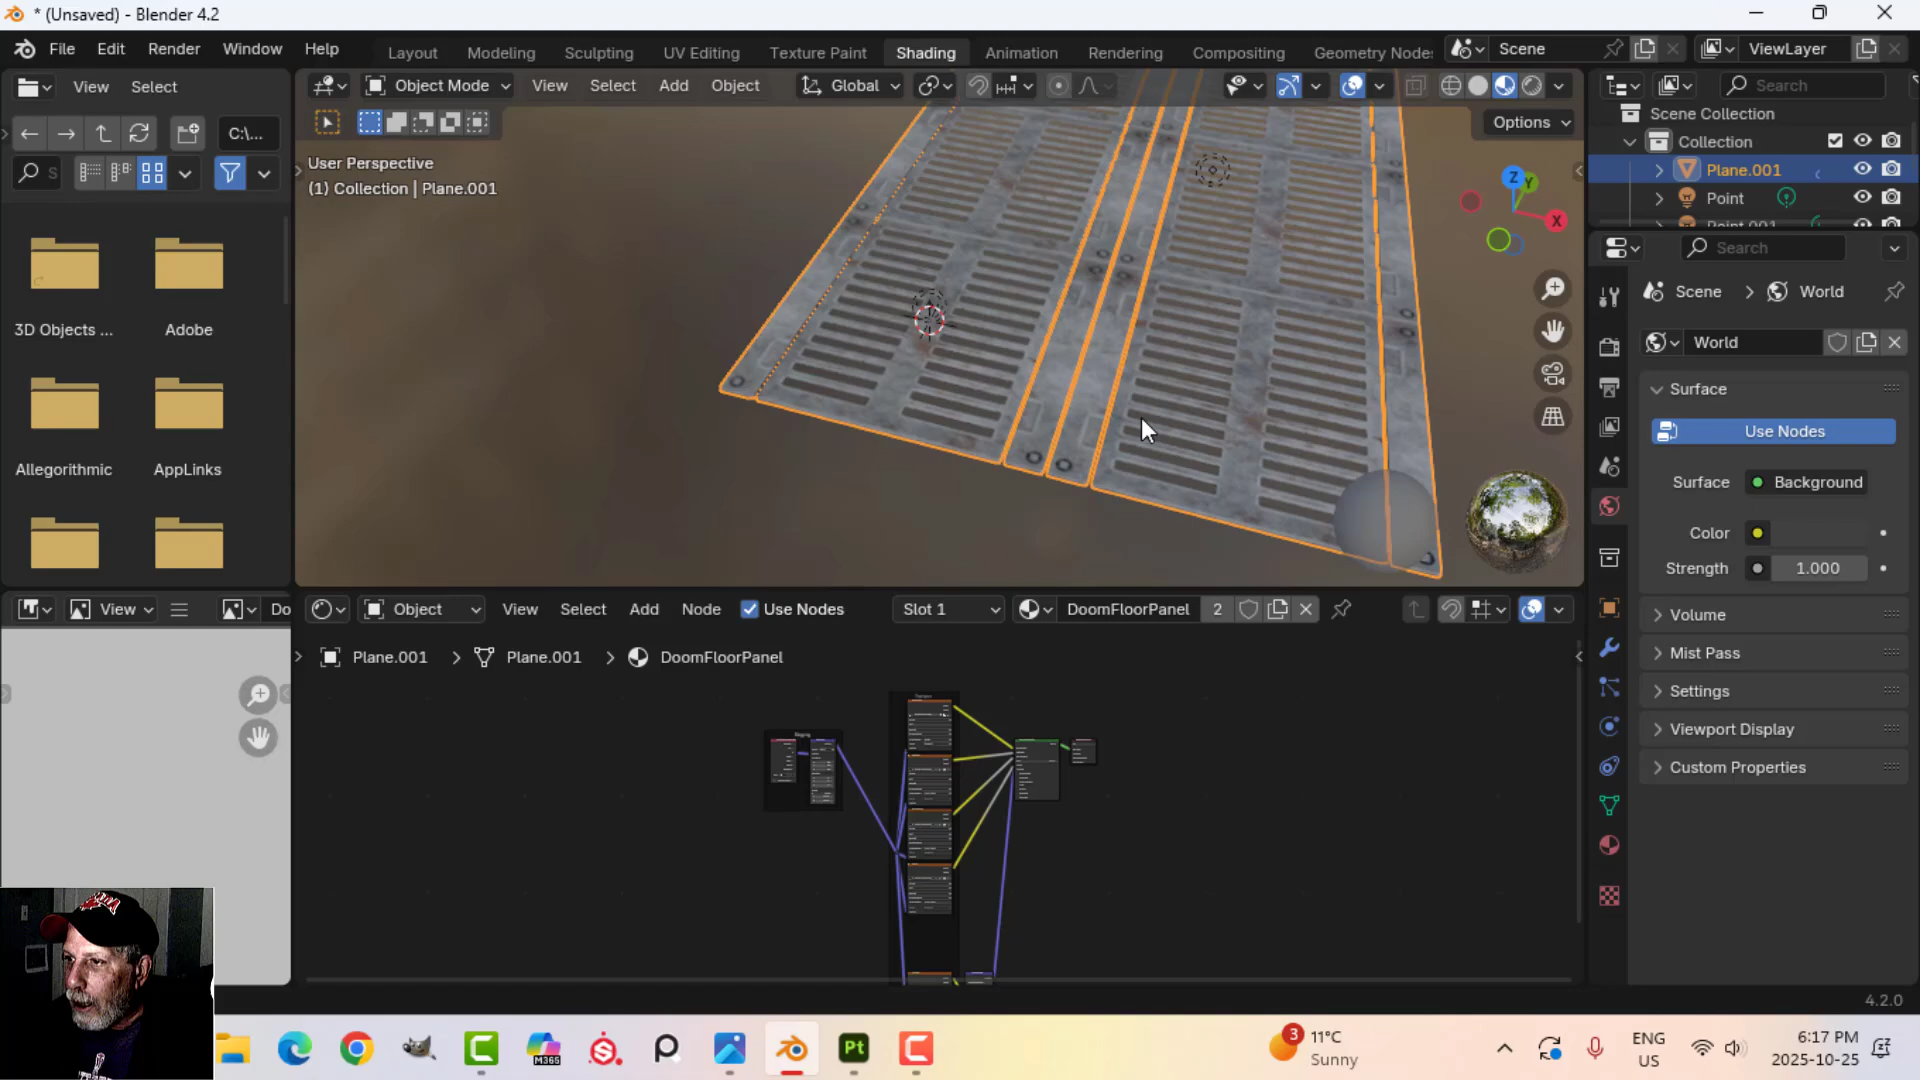 * (Unsaved) - Blender 4.2
File Edit Render Window Help
Layout Modeling Sculpting UV Editing Texture Paint Shading Animation Rendering Compositing Geometry Node
Scene ViewLayer
View Select
Object Mode View Select Add Object Global
Search
Options
C:\...
S
User Perspective
(1) Collection | Plane.001
Z Y X
Scene Collection
Collection
Plane.001
Point
Point.001
Search
Scene > World
World
Surface
Use Nodes
Surface Background
Color
Strength 1.000
Volume
Mist Pass
Settings
Viewport Display
Custom Properties
3D Objects ...
Adobe
Allegorithmic
AppLinks
View
Do
Object View Select Add Node Use Nodes Slot 1 DoomFloorPanel 2
Plane.001 > Plane.001 > DoomFloorPanel
4.2.0
M365
Pt
3
11°C
Sunny
ENG
US
6:17 PM
2025-10-25